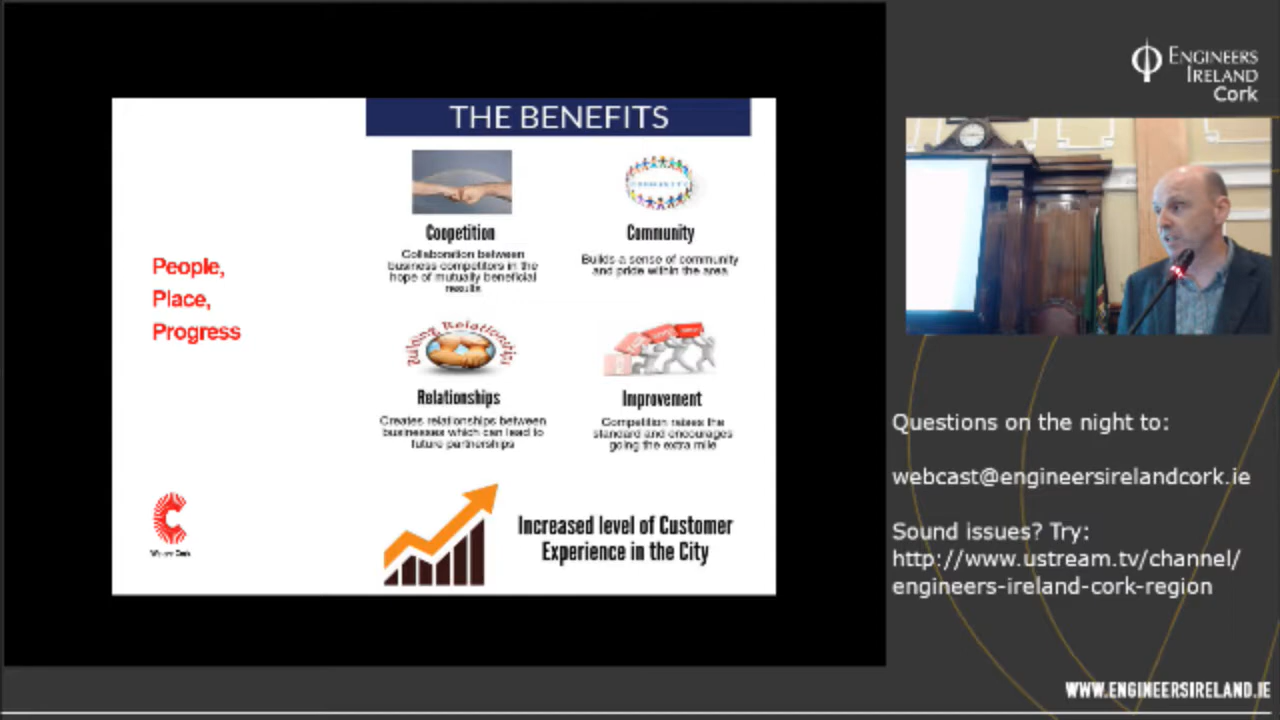 THE BENEFITS
People,
Place,
Progress
COMMUNITY
Coopetition
Collaboration between
business competitors in the
hope of mutually beneficial
results
Community
Builds a sense of community
and pride within the area
Building Relationships
Relationships
Creates relationships between
businesses which can lead to
future partnerships
Improvement
Competition raises the
standard and encourages
going the extra mile
Increased level of Customer
Experience in the City
ENGINEERS
IRELAND
Cork
Questions on the night to:
webcast@engineersirelandcork.ie
Sound issues? Try:
http://www.ustream.tv/channel/
engineers-ireland-cork-region
WWW.ENGINEERSIRELAND.IE